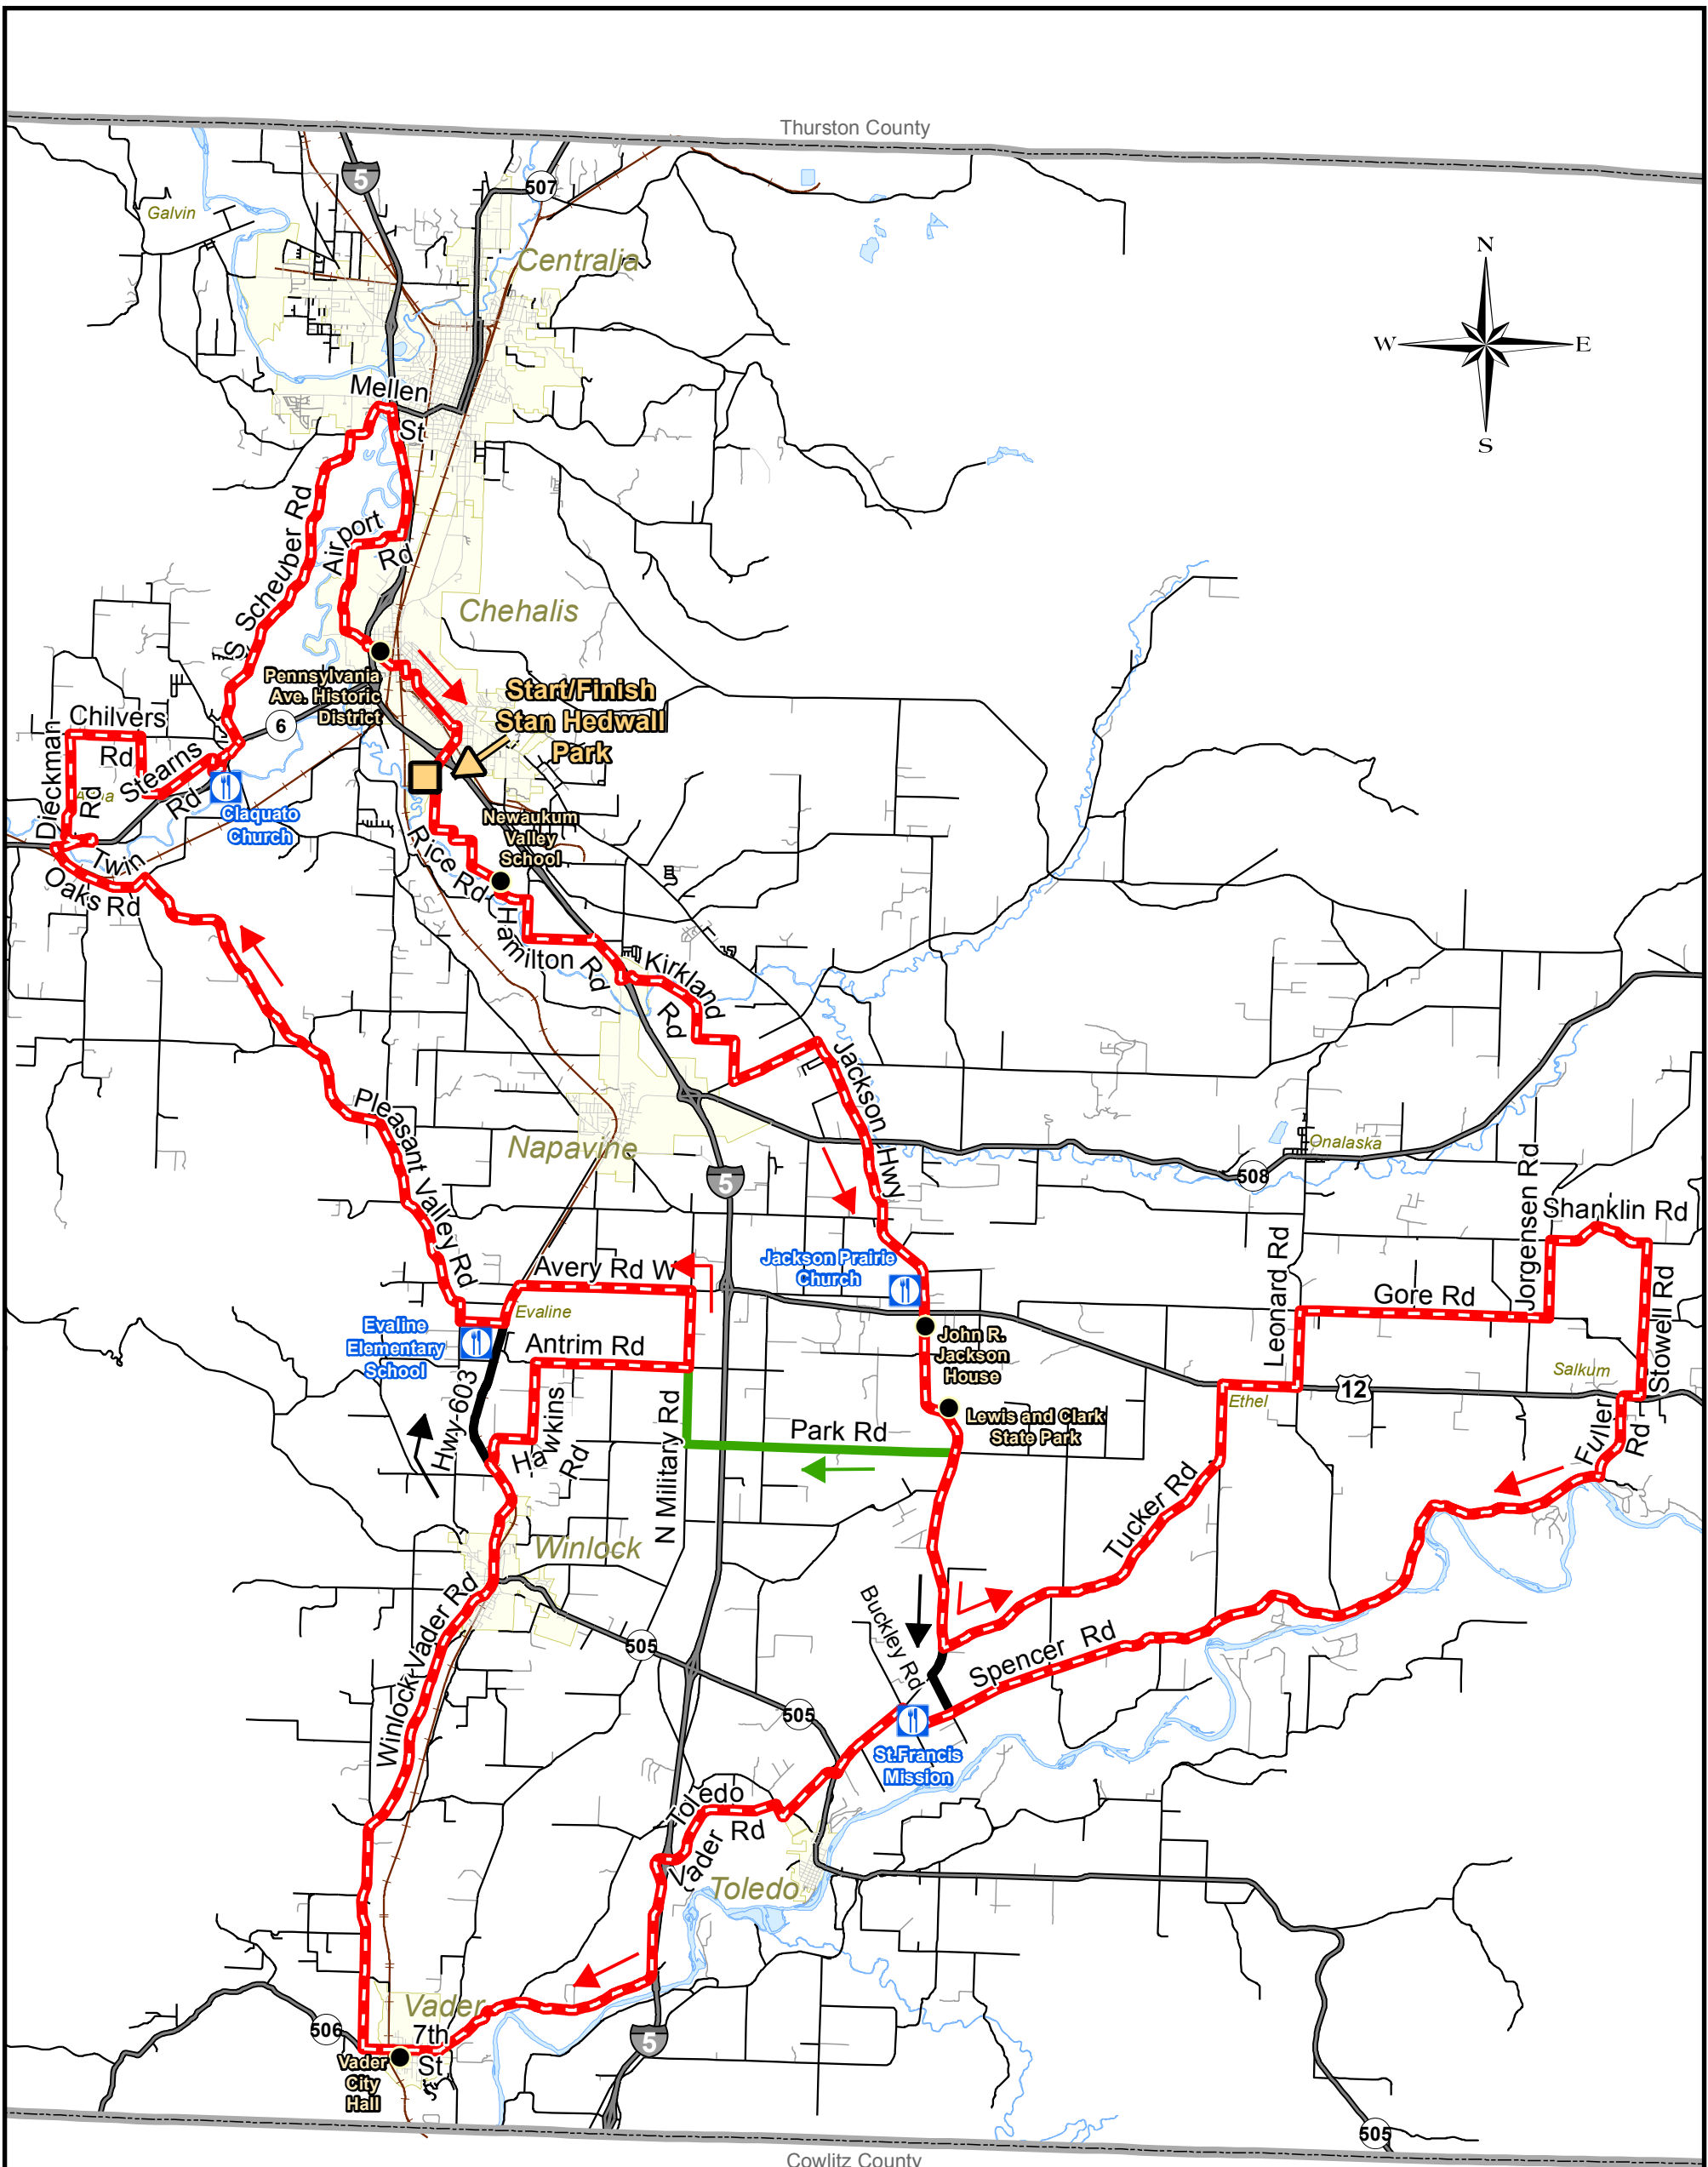 Thurston County
5
507
Galvin
Centralia
N
W
E
S
Mellen
St
S Scheuber Rd
Airport
Rd
Chehalis
Pennsylvania
Ave. Historic
District
Start/Finish
Stan Hedwall
Park
6
Chilvers
Rd
Dieckman
Rd
Stearns
Rd
Claquato
Church
Newaukum
Valley
School
Twin
Oaks Rd
Rice Rd
Hamilton Rd
Kirkland
Rd
Jackson Hwy
Pleasant Valley Rd
Napavine
5
Onalaska
508
Jorgensen Rd
Shanklin Rd
Avery Rd W
Jackson Prairie
Church
Leonard Rd
Gore Rd
Stowell Rd
Evaline
Evaline
Elementary
School
Antrim Rd
John R.
Jackson
House
Salkum
12
Ethel
Hwy-603
Hawkins
Rd
N Military Rd
Park Rd
Lewis and Clark
State Park
Fuller
Rd
Tucker Rd
Winlock
Winlock-Vader Rd
505
Buckley Rd
Spencer Rd
505
St.Francis
Mission
Toledo
Vader Rd
Toledo
Vader
506
7th
St
5
Vader
City
Hall
505
Cowlitz County